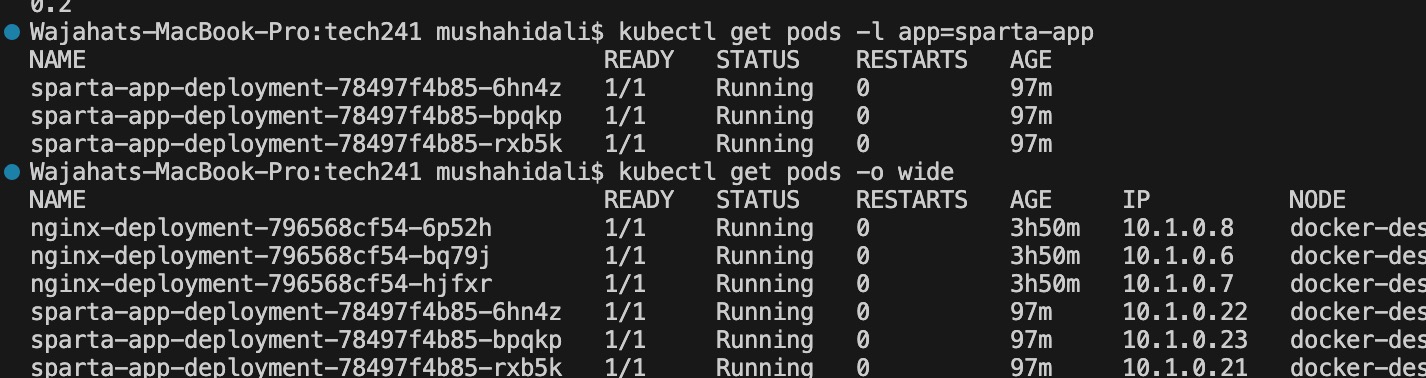 0.2
Wajahats-MacBook-Pro:tech241 mushahidali$ kubectl get pods -l app=sparta-app
NAME READY STATUS RESTARTS AGE
sparta-app-deployment-78497f4b85-6hn4z 1/1 Running 0 97m
sparta-app-deployment-78497f4b85-bpqkp 1/1 Running 0 97m
sparta-app-deployment-78497f4b85-rxb5k 1/1 Running 0 97m
Wajahats-MacBook-Pro:tech241 mushahidali$ kubectl get pods -o wide
NAME READY STATUS RESTARTS AGE IP NODE
nginx-deployment-796568cf54-6p52h 1/1 Running 0 3h50m 10.1.0.8 docker-des
nginx-deployment-796568cf54-bq79j 1/1 Running 0 3h50m 10.1.0.6 docker-des
nginx-deployment-796568cf54-hjfxr 1/1 Running 0 3h50m 10.1.0.7 docker-des
sparta-app-deployment-78497f4b85-6hn4z 1/1 Running 0 97m 10.1.0.22 docker-des
sparta-app-deployment-78497f4b85-bpqkp 1/1 Running 0 97m 10.1.0.23 docker-des
sparta-app-deployment-78497f4b85-rxb5k 1/1 Running 0 97m 10.1.0.21 docker-des